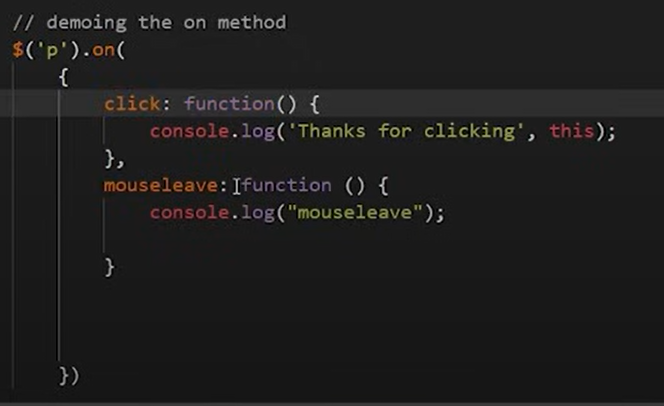 // demoing the on method
$('p').on(
{
click: function() {
console.log('Thanks for clicking', this);
},
mouseleave: function () {
console.log("mouseleave");
}
})